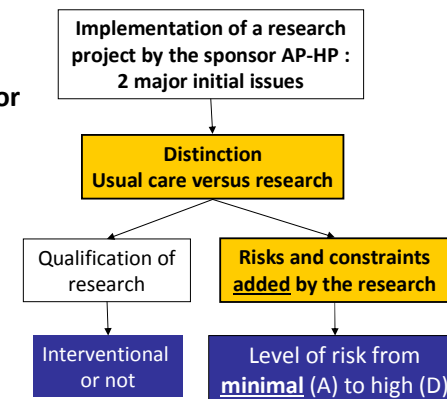 Implementation of a research
project by the sponsor AP-HP :
2 major initial issues
or
Distinction
Usual care versus research
Qualification of
research
Risks and constraints
added by the research
Interventional
or not
Level of risk from
minimal (A) to high (D)